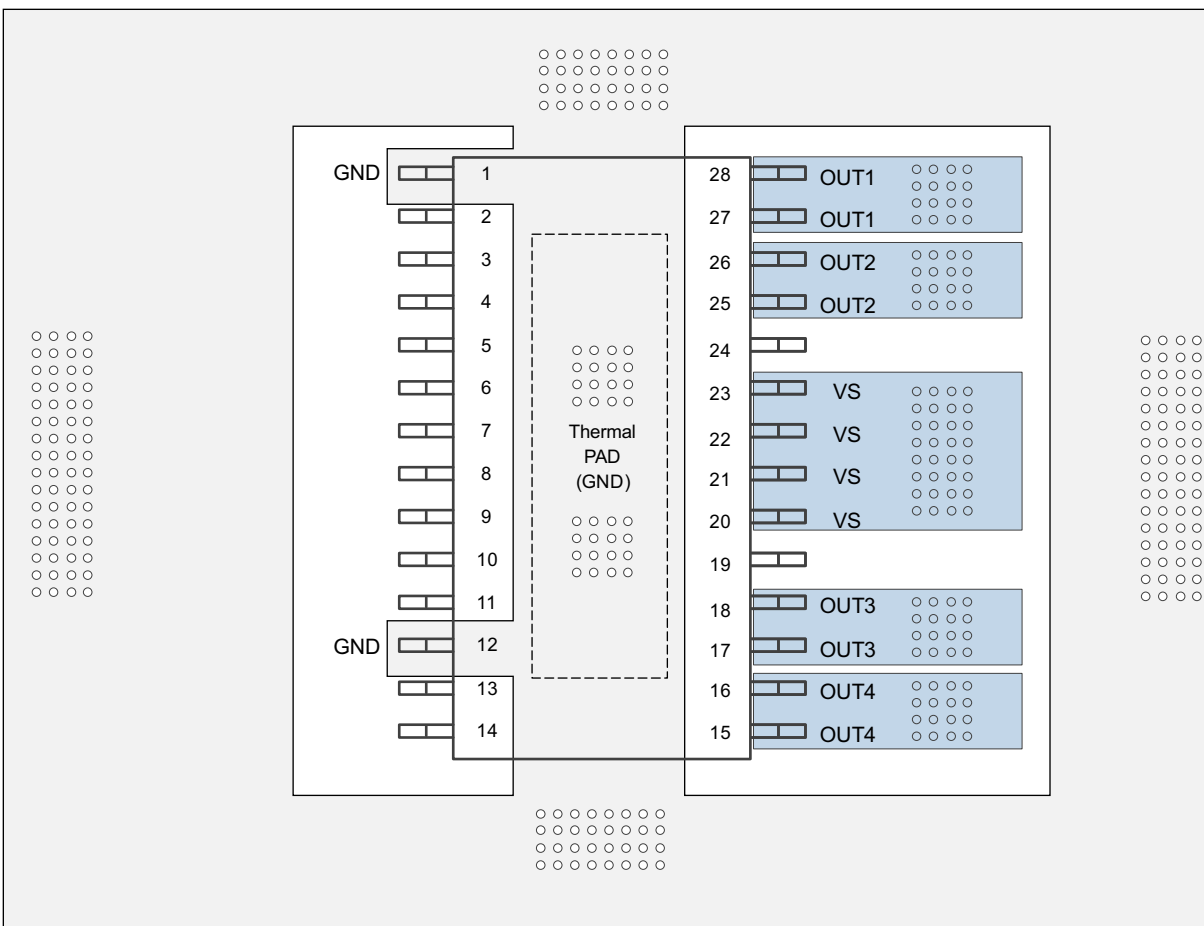 GND 1 28 OUT1
2 27 OUT1
3 26 OUT2
4 25 OUT2
5 24
6 23 VS
7 22 VS
8 21 VS
9 20 VS
10 19
11 18 OUT3
GND 12 17 OUT3
13 16 OUT4
14 15 OUT4
Thermal
PAD
(GND)